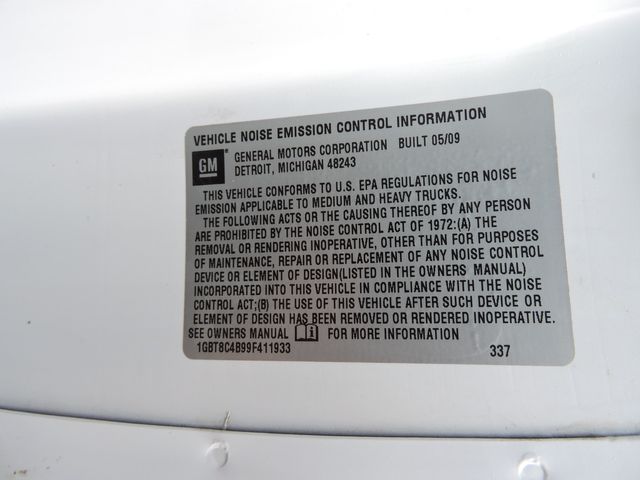 VEHICLE NOISE EMISSION CONTROL INFORMATION
GM® GENERAL MOTORS CORPORATION BUILT 05/09
DETROIT, MICHIGAN 48243
THIS VEHICLE CONFORMS TO U.S. EPA REGULATIONS FOR NOISE
EMISSION APPLICABLE TO MEDIUM AND HEAVY TRUCKS.
THE FOLLOWING ACTS OR THE CAUSING THEREOF BY ANY PERSON
ARE PROHIBITED BY THE NOISE CONTROL ACT OF 1972:(A) THE
REMOVAL OR RENDERING INOPERATIVE, OTHER THAN FOR PURPOSES
OF MAINTENANCE, REPAIR OR REPLACEMENT OF ANY NOISE CONTROL
DEVICE OR ELEMENT OF DESIGN(LISTED IN THE OWNERS MANUAL)
INCORPORATED INTO THIS VEHICLE IN COMPLIANCE WITH THE NOISE
CONTROL ACT;(B) THE USE OF THIS VEHICLE AFTER SUCH DEVICE OR
ELEMENT OF DESIGN HAS BEEN REMOVED OR RENDERED INOPERATIVE.
SEE OWNERS MANUAL i FOR MORE INFORMATION
1GBT8C4B99F411933 337